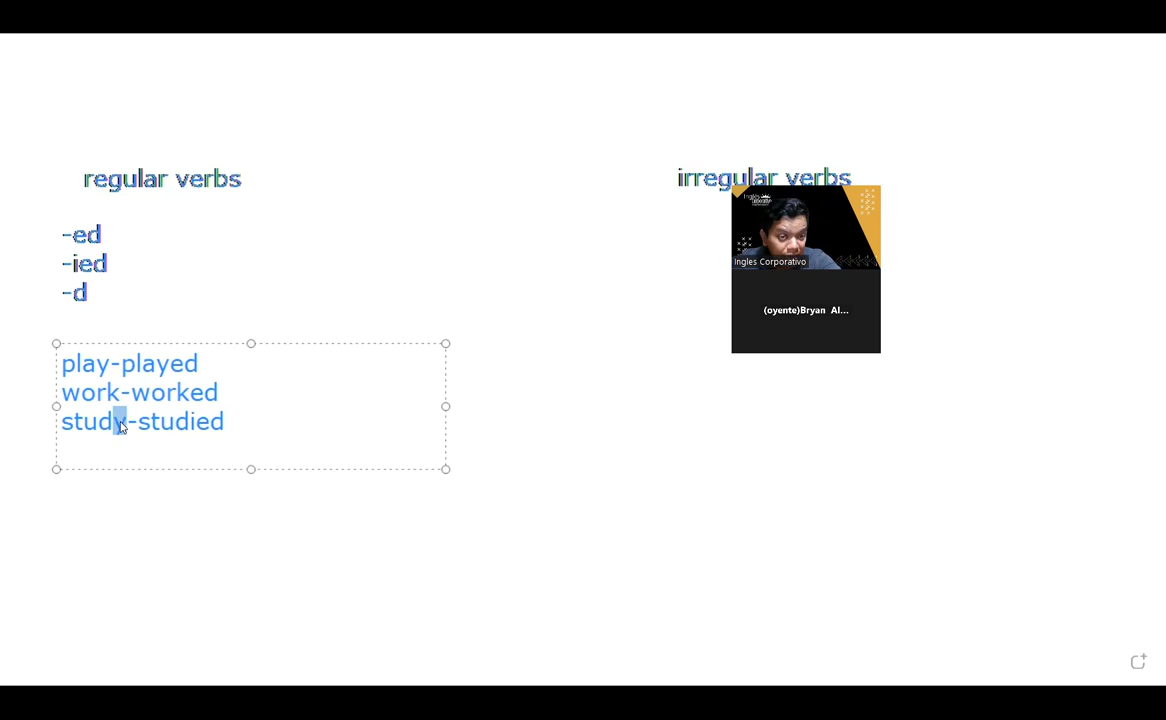 regular verbs
-ed
-ied
-d
play-played
work-worked
study-studied
irregular verbs
Ingles Corporativo
(oyente)Bryan Al...